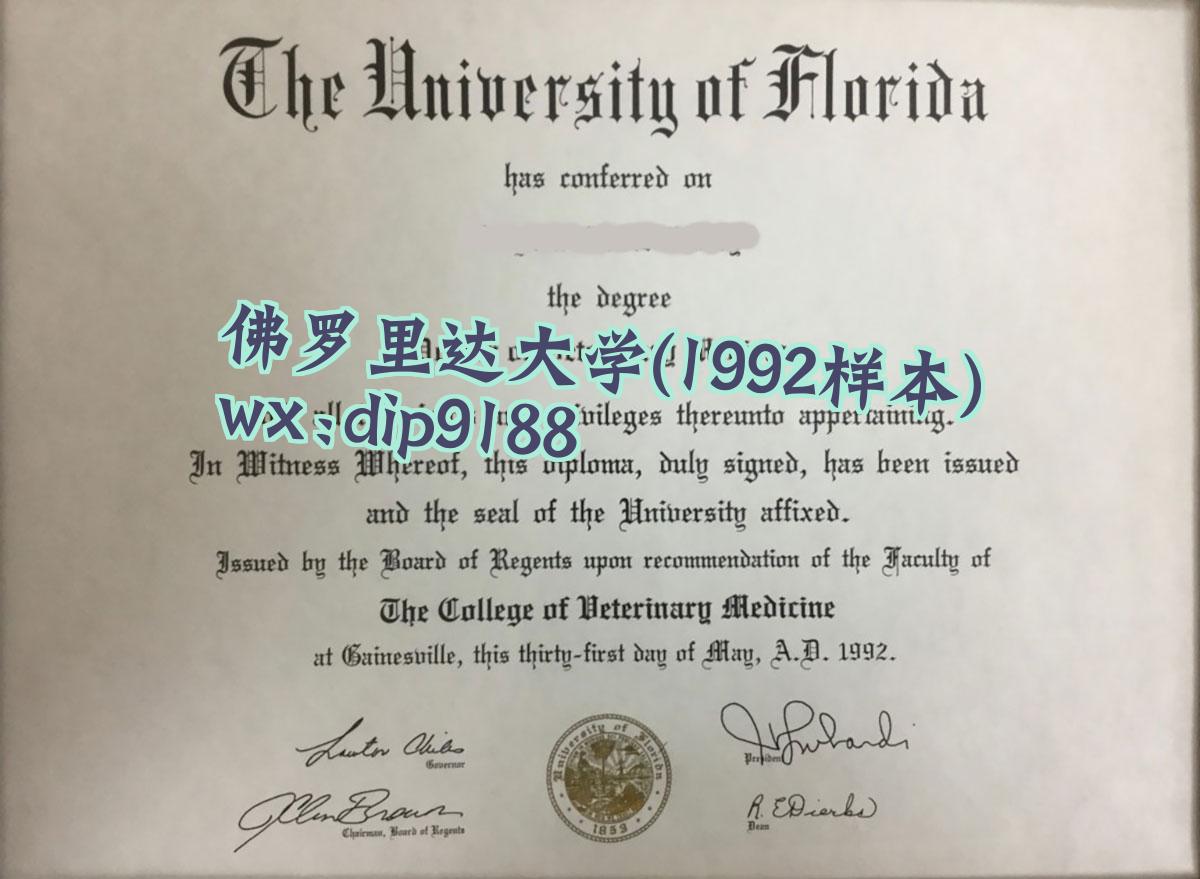 The University of Florida
has conferred on
the degree
佛罗里达大学(1992样本)
wx:dip9188
privileges thereunto appertaining.
In Witness Whereof, this diploma, duly signed, has been issued
and the seal of the University affixed.
Issued by the Board of Regents upon recommendation of the Faculty of
The College of Veterinary Medicine
at Gainesville, this thirty-first day of May, A.D. 1992.
Lawton Chiles
Governor
President
Chairman, Board of Regents
R. E. Dierks
Dean
University of Florida
1853